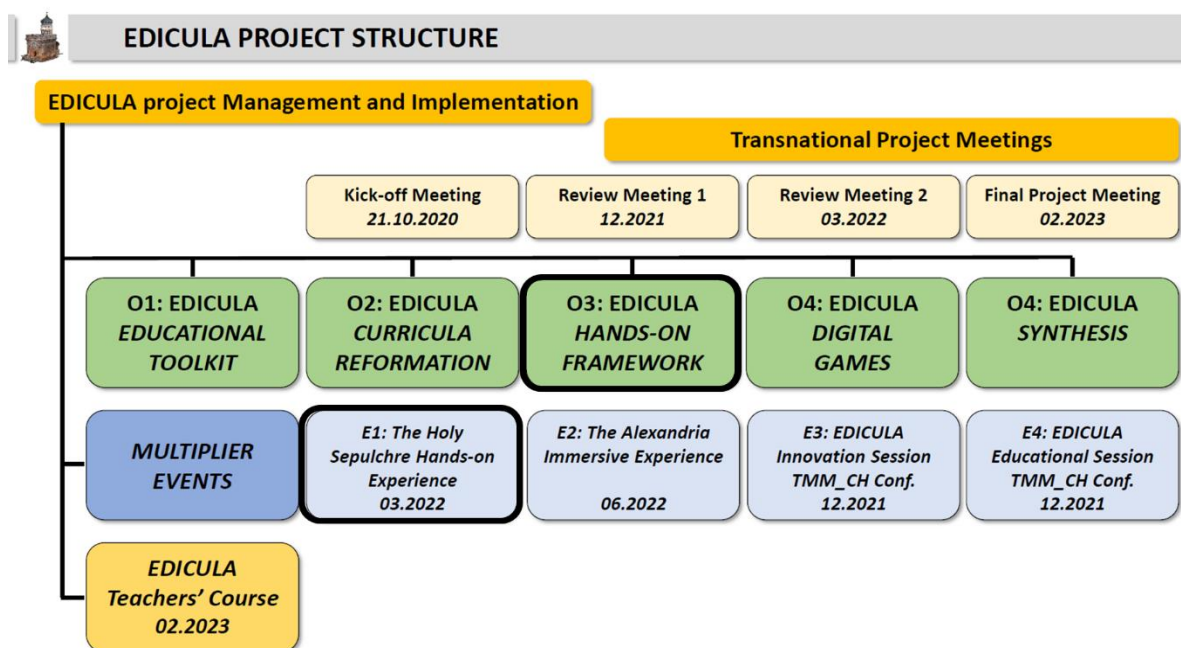 EDICULA PROJECT STRUCTURE
EDICULA project Management and Implementation
Transnational Project Meetings
Kick-off Meeting
21.10.2020
Review Meeting 1
12.2021
Review Meeting 2
03.2022
Final Project Meeting
02.2023
O1: EDICULA
EDUCATIONAL
TOOLKIT
O2: EDICULA
CURRICULA
REFORMATION
O3: EDICULA
HANDS-ON
FRAMEWORK
O4: EDICULA
DIGITAL
GAMES
O4: EDICULA
SYNTHESIS
MULTIPLIER
EVENTS
E1: The Holy
Sepulchre Hands-on
Experience
03.2022
E2: The Alexandria
Immersive Experience
06.2022
E3: EDICULA
Innovation Session
TMM_CH Conf.
12.2021
E4: EDICULA
Educational Session
TMM_CH Conf.
12.2021
EDICULA
Teachers’ Course
02.2023